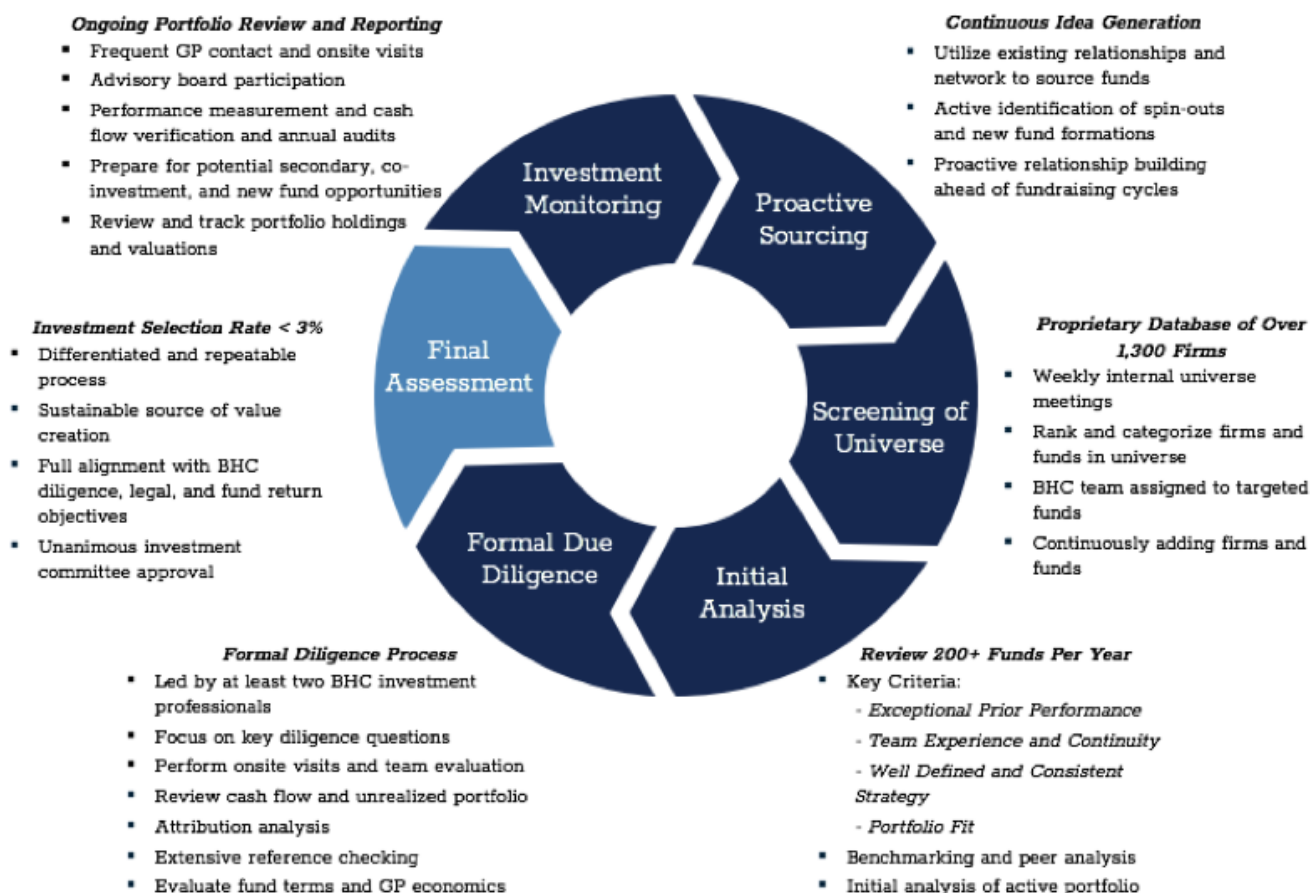 Ongoing Portfolio Review and Reporting
▪ Frequent GP contact and onsite visits
▪ Advisory board participation
▪ Performance measurement and cash
flow verification and annual audits
▪ Prepare for potential secondary, co-
investment, and new fund opportunities
▪ Review and track portfolio holdings
and valuations
Continuous Idea Generation
▪ Utilize existing relationships and
network to source funds
▪ Active identification of spin-outs
and new fund formations
▪ Proactive relationship building
ahead of fundraising cycles
Investment
Monitoring
Proactive
Sourcing
Investment Selection Rate < 3%
▪ Differentiated and repeatable
process
▪ Sustainable source of value
creation
▪ Full alignment with BHC
diligence, legal, and fund return
objectives
▪ Unanimous investment
committee approval
Final
Assessment
Screening of
Universe
Proprietary Database of Over
1,300 Firms
▪ Weekly internal universe
meetings
▪ Rank and categorize firms and
funds in universe
▪ BHC team assigned to targeted
funds
▪ Continuously adding firms and
funds
Formal Due
Diligence
Initial
Analysis
Formal Diligence Process
▪ Led by at least two BHC investment
professionals
▪ Focus on key diligence questions
▪ Perform onsite visits and team evaluation
▪ Review cash flow and unrealized portfolio
▪ Attribution analysis
▪ Extensive reference checking
▪ Evaluate fund terms and GP economics
Review 200+ Funds Per Year
▪ Key Criteria:
- Exceptional Prior Performance
- Team Experience and Continuity
- Well Defined and Consistent
Strategy
- Portfolio Fit
▪ Benchmarking and peer analysis
▪ Initial analysis of active portfolio